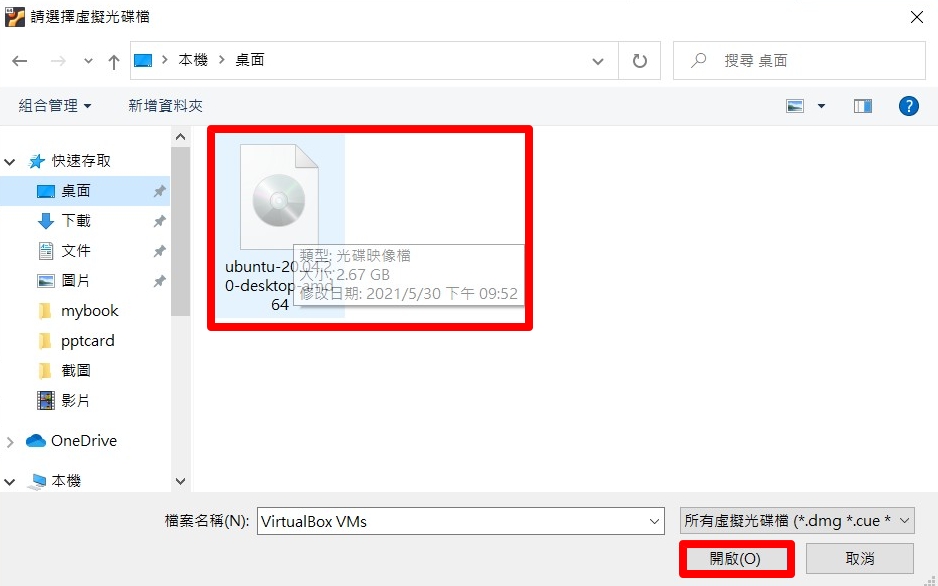 請選擇虛擬光碟檔
本機 桌面
搜尋 桌面
組合管理 新增資料夾
快速存取
桌面
下載
文件
圖片
mybook
pptcard
截圖
影片
OneDrive
本機
ubuntu-20.04.2.
0-desktop-amd
64
類型: 光碟映像檔
大小: 2.67 GB
修改日期: 2021/5/30 下午 09:52
檔案名稱(N): VirtualBox VMs
所有虛擬光碟檔 (*.dmg *.cue *
開啟(O) 取消